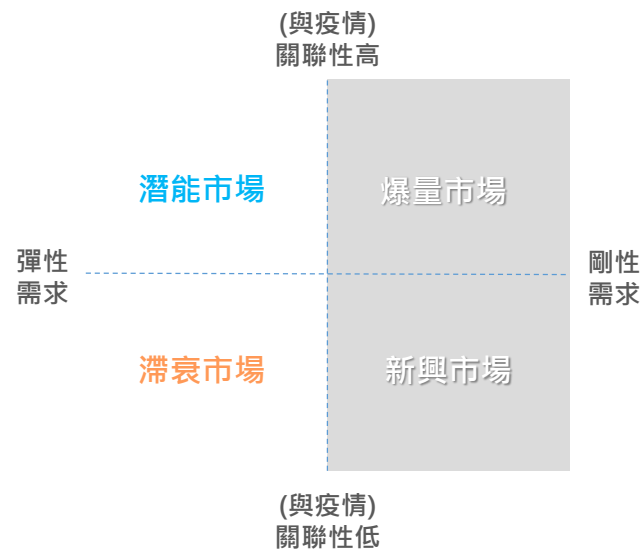 (與疫情)
關聯性高
潛能市場
爆量市場
彈性
需求
剛性
需求
滯衰市場
新興市場
(與疫情)
關聯性低